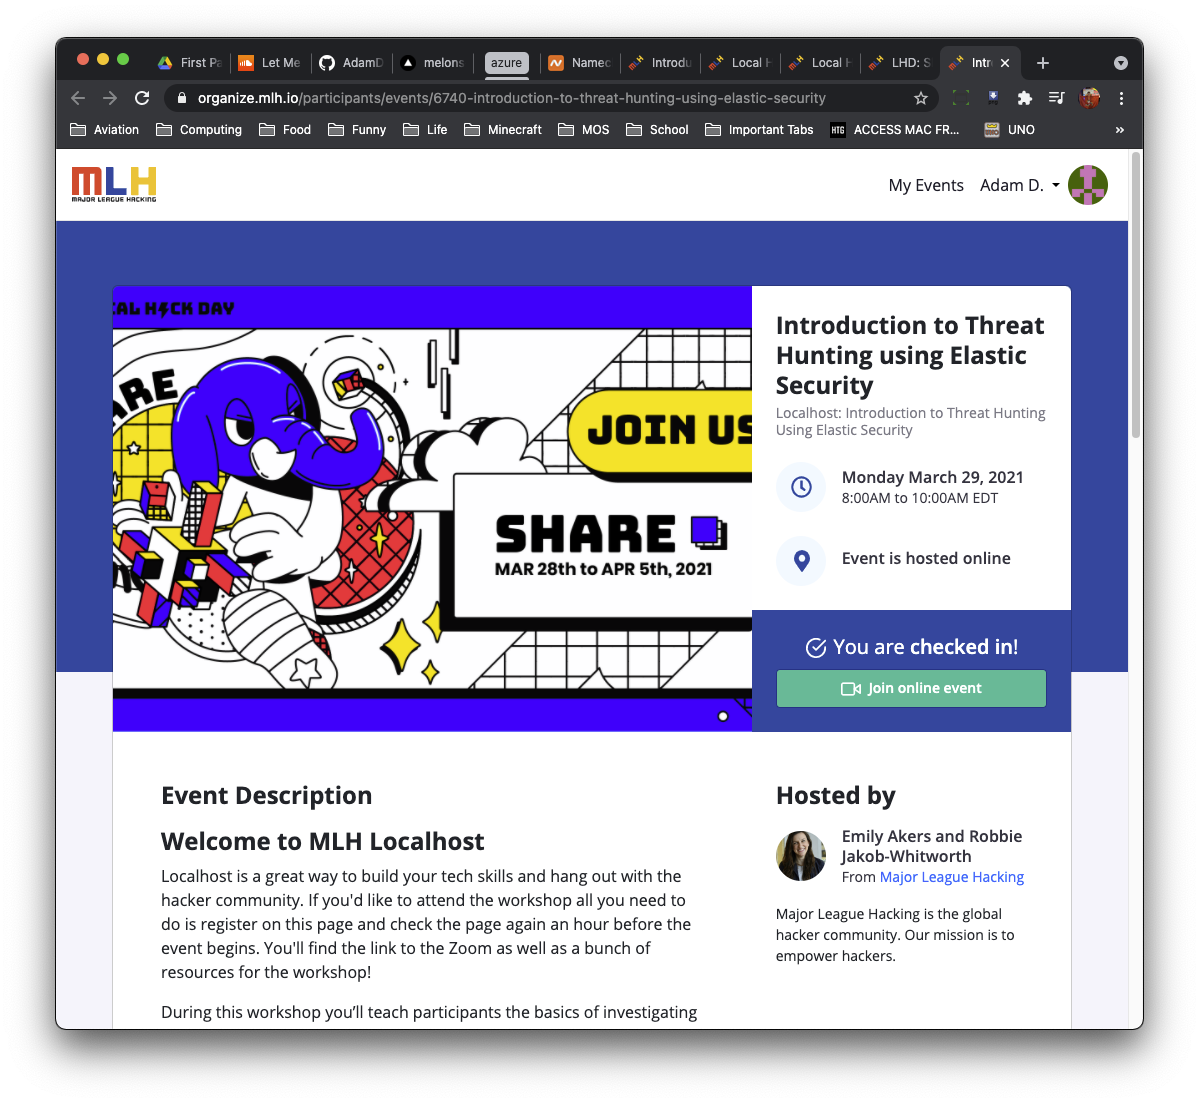 First Pa
Let Me
AdamD
melons
azure
Namec
Introdu
Local H
Local H
LHD: S
Intr
organize.mlh.io/participants/events/6740-introduction-to-threat-hunting-using-elastic-security
Aviation
Computing
Food
Funny
Life
Minecraft
MOS
School
Important Tabs
HTG
ACCESS MAC FR...
UNO
»
MLH
MAJOR LEAGUE HACKING
My Events
Adam D.
CAL HACK DAY
ARE
JOIN US
SHARE
MAR 28th to APR 5th, 2021
Introduction to Threat
Hunting using Elastic
Security
Localhost: Introduction to Threat Hunting
Using Elastic Security
Monday March 29, 2021
8:00AM to 10:00AM EDT
Event is hosted online
You are checked in!
Join online event
Event Description
Welcome to MLH Localhost
Localhost is a great way to build your tech skills and hang out with the
hacker community. If you'd like to attend the workshop all you need to
do is register on this page and check the page again an hour before the
event begins. You'll find the link to the Zoom as well as a bunch of
resources for the workshop!
During this workshop you’ll teach participants the basics of investigating
Hosted by
Emily Akers and Robbie
Jakob-Whitworth
From Major League Hacking
Major League Hacking is the global
hacker community. Our mission is to
empower hackers.